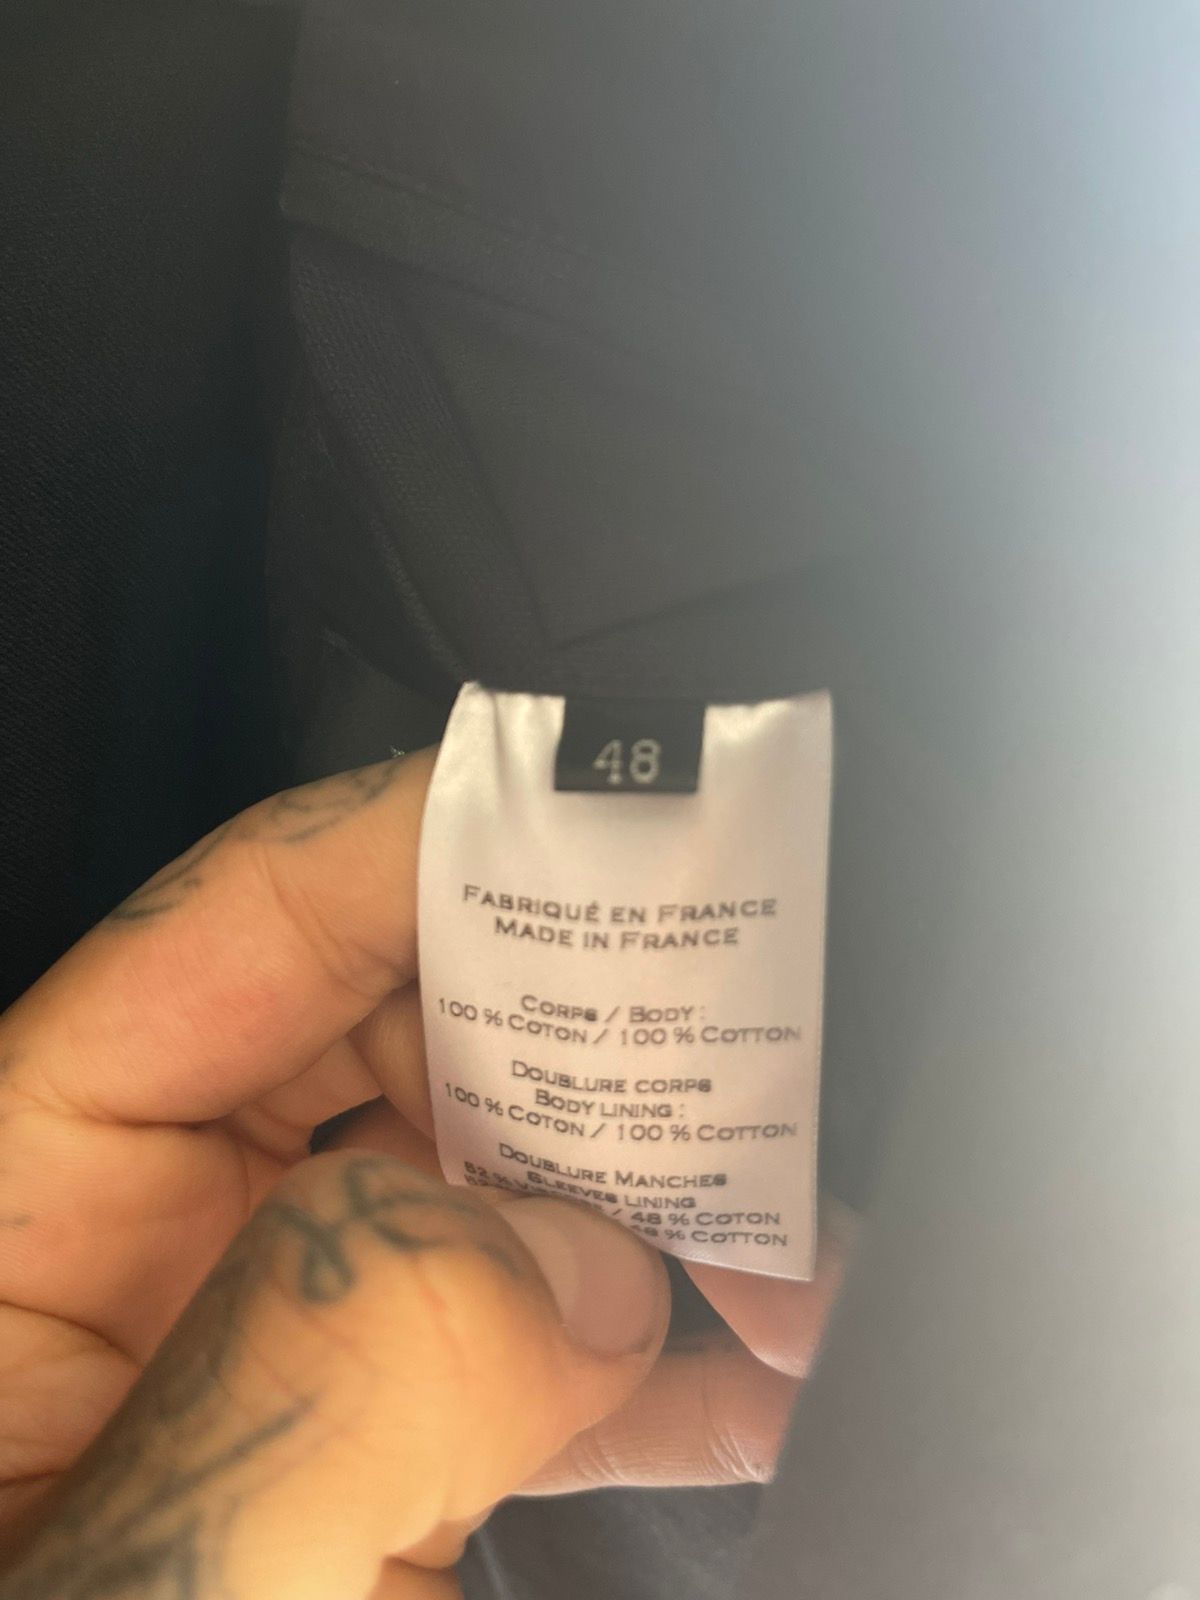 48
FABRIQUÉ EN FRANCE
MADE IN FRANCE
CORPS / BODY :
100 % COTON / 100 % COTTON
DOUBLURE CORPS
BODY LINING :
100 % COTON / 100 % COTTON
DOUBLURE MANCHES
SLEEVES LINING
52 % / 48 % COTON
48 % COTTON